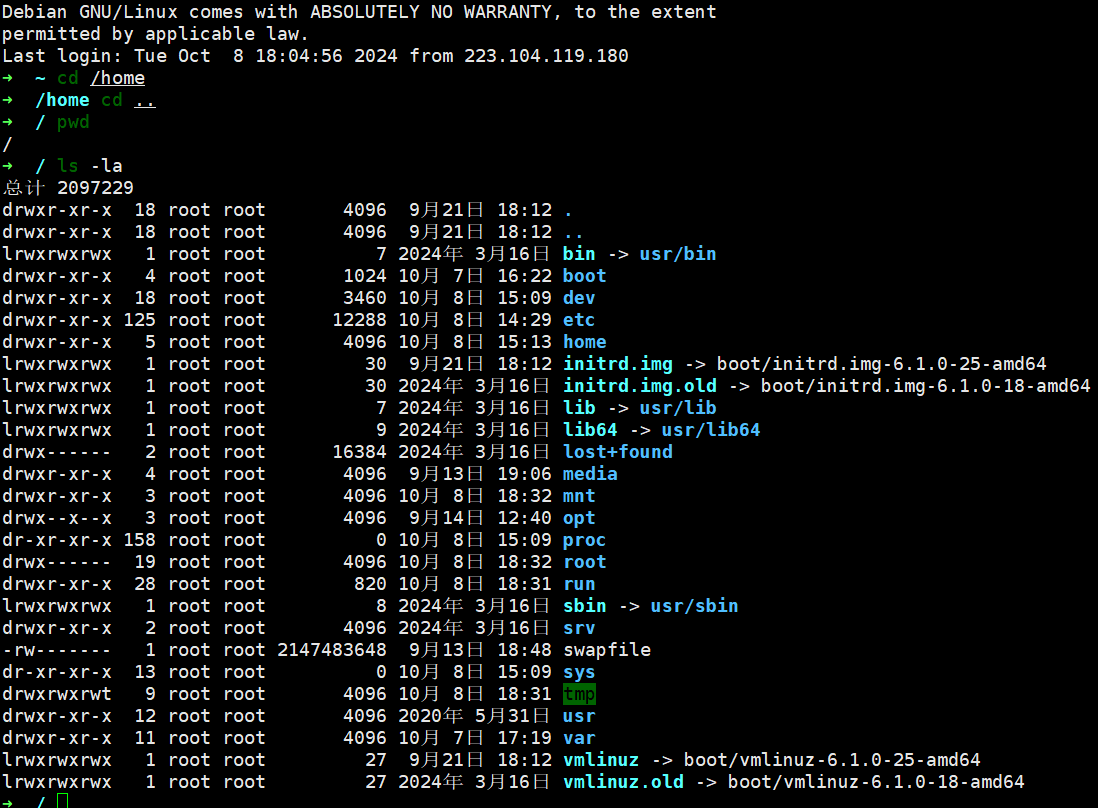 Debian GNU/Linux comes with ABSOLUTELY NO WARRANTY, to the extent
permitted by applicable law.
Last login: Tue Oct  8 18:04:56 2024 from 223.104.119.180
→  ~ cd /home
→  /home cd ..
→  / pwd
/
→  / ls -la
总计 2097229
drwxr-xr-x  18 root root       4096  9月21日 18:12 .
drwxr-xr-x  18 root root       4096  9月21日 18:12 ..
lrwxrwxrwx   1 root root          7 2024年 3月16日 bin -> usr/bin
drwxr-xr-x   4 root root       1024 10月 7日 16:22 boot
drwxr-xr-x  18 root root       3460 10月 8日 15:09 dev
drwxr-xr-x 125 root root      12288 10月 8日 14:29 etc
drwxr-xr-x   5 root root       4096 10月 8日 15:13 home
lrwxrwxrwx   1 root root         30  9月21日 18:12 initrd.img -> boot/initrd.img-6.1.0-25-amd64
lrwxrwxrwx   1 root root         30 2024年 3月16日 initrd.img.old -> boot/initrd.img-6.1.0-18-amd64
lrwxrwxrwx   1 root root          7 2024年 3月16日 lib -> usr/lib
lrwxrwxrwx   1 root root          9 2024年 3月16日 lib64 -> usr/lib64
drwx------   2 root root      16384 2024年 3月16日 lost+found
drwxr-xr-x   4 root root       4096  9月13日 19:06 media
drwxr-xr-x   3 root root       4096 10月 8日 18:32 mnt
drwx--x--x   3 root root       4096  9月14日 12:40 opt
dr-xr-xr-x 158 root root          0 10月 8日 15:09 proc
drwx------  19 root root       4096 10月 8日 18:32 root
drwxr-xr-x  28 root root        820 10月 8日 18:31 run
lrwxrwxrwx   1 root root          8 2024年 3月16日 sbin -> usr/sbin
drwxr-xr-x   2 root root       4096 2024年 3月16日 srv
-rw-------   1 root root 2147483648  9月13日 18:48 swapfile
dr-xr-xr-x  13 root root          0 10月 8日 15:09 sys
drwxrwxrwt   9 root root       4096 10月 8日 18:31 tmp
drwxr-xr-x  12 root root       4096 2020年 5月31日 usr
drwxr-xr-x  11 root root       4096 10月 7日 17:19 var
lrwxrwxrwx   1 root root         27  9月21日 18:12 vmlinuz -> boot/vmlinuz-6.1.0-25-amd64
lrwxrwxrwx   1 root root         27 2024年 3月16日 vmlinuz.old -> boot/vmlinuz-6.1.0-18-amd64
→  /